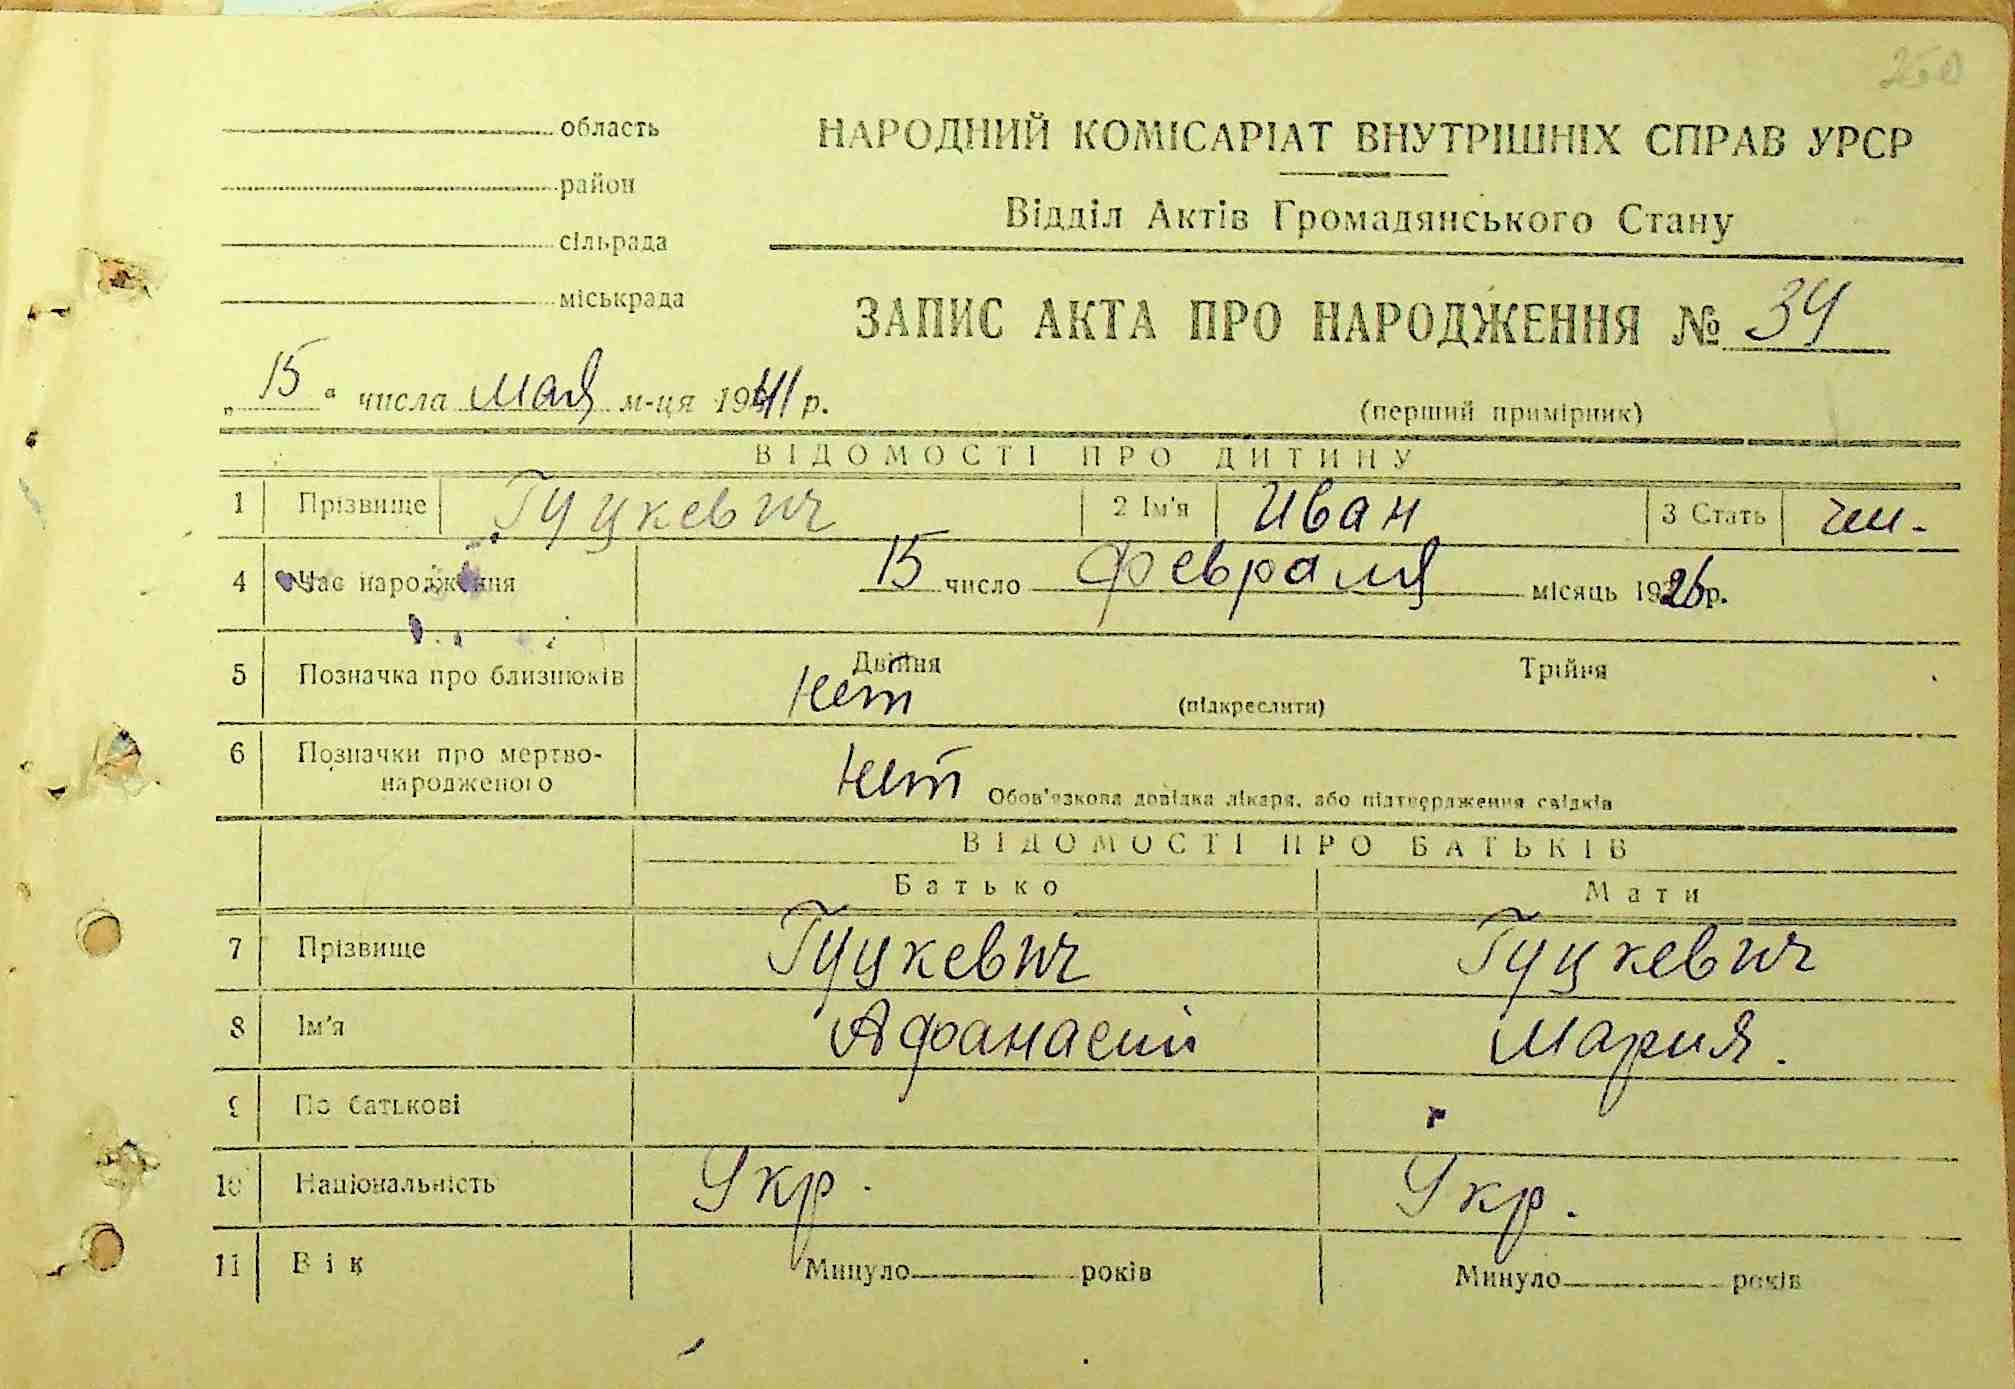 250
область
район
сільрада
міськрада
НАРОДНИЙ КОМІСАРІАТ ВНУТРІШНІХ СПРАВ УРСР
Відділ Актів Громадянського Стану
ЗАПИС АКТА ПРО НАРОДЖЕННЯ № 34
„15“ числа мая м-ця 1941 р.
(перший примірник)
ВІДОМОСТІ ПРО ДИТИНУ
1 Прізвище Гуцкевич 2 Ім'я Иван 3 Стать чл.
4 Час народження 15 число февраля місяць 1926 р.
5 Позначка про близнюків Двійня Трійня
нет (підкреслити)
6 Позначки про мертво-
народженого нет Обов'язкова довідка лікаря, або підтвердження свідків
ВІДОМОСТІ ПРО БАТЬКІВ
Батько Мати
7 Прізвище Гуцкевич Гуцкевич
8 Ім'я Афанасий Мария.
9 По батькові
10 Національність Укр. Укр.
11 Вік Минуло років Минуло років